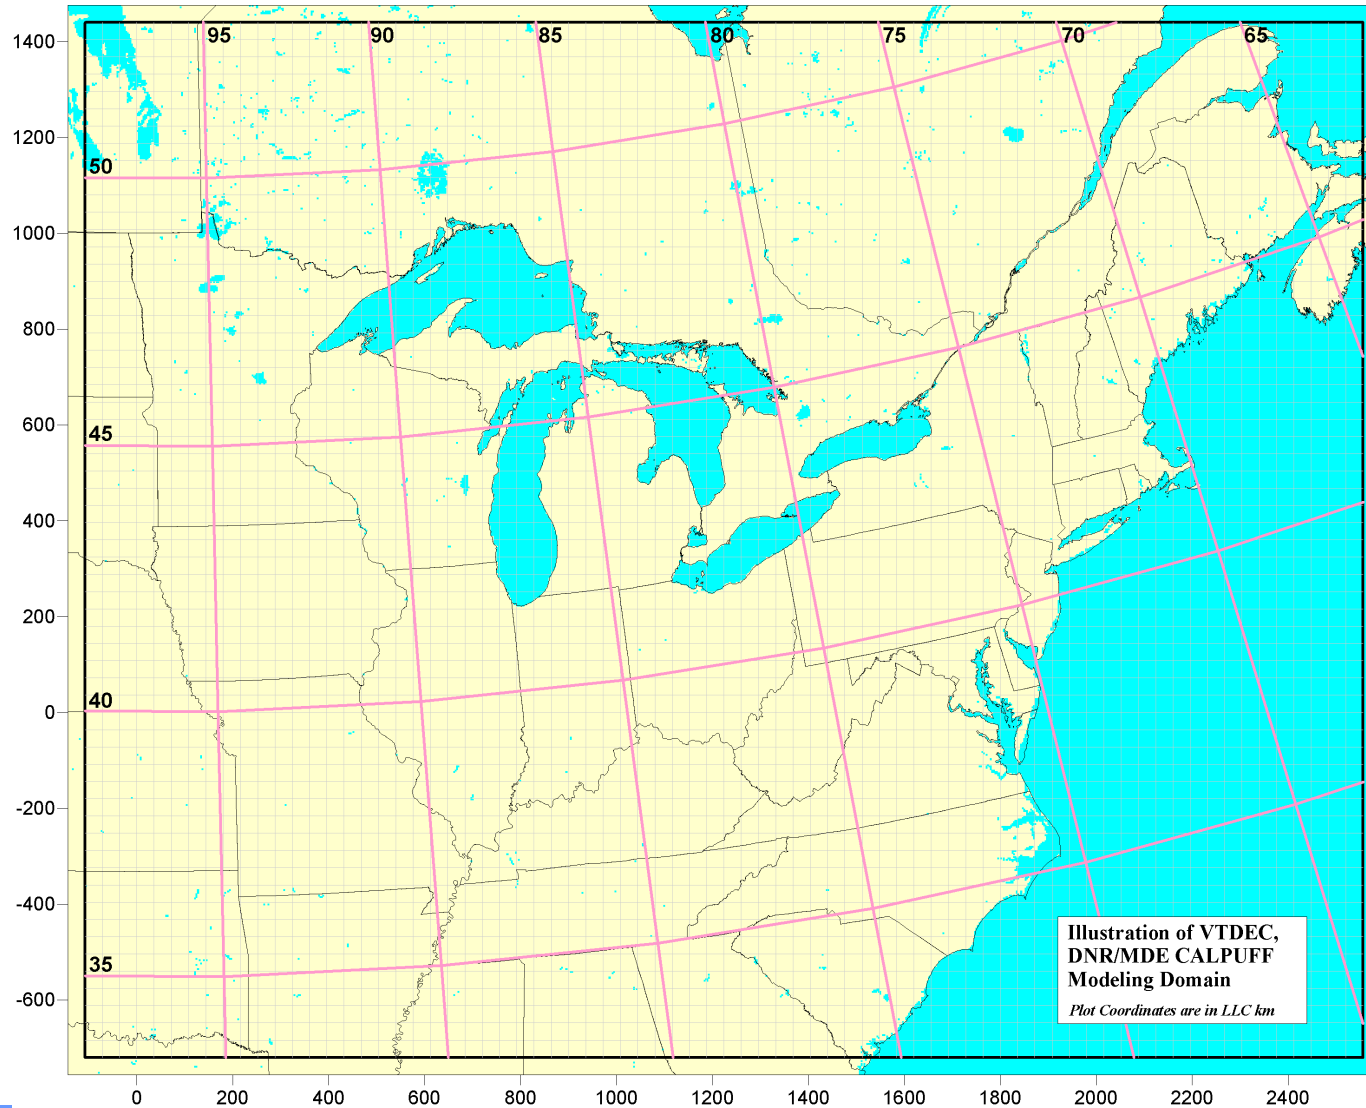 95 90 85 80 75 70 65
1400
1200
50
1000
800
600
45
400
200
40
0
-200
-400
35
-600
Illustration of VTDEC,
DNR/MDE CALPUFF
Modeling Domain
Plot Coordinates are in LLC km
0 200 400 600 800 1000 1200 1400 1600 1800 2000 2200 2400